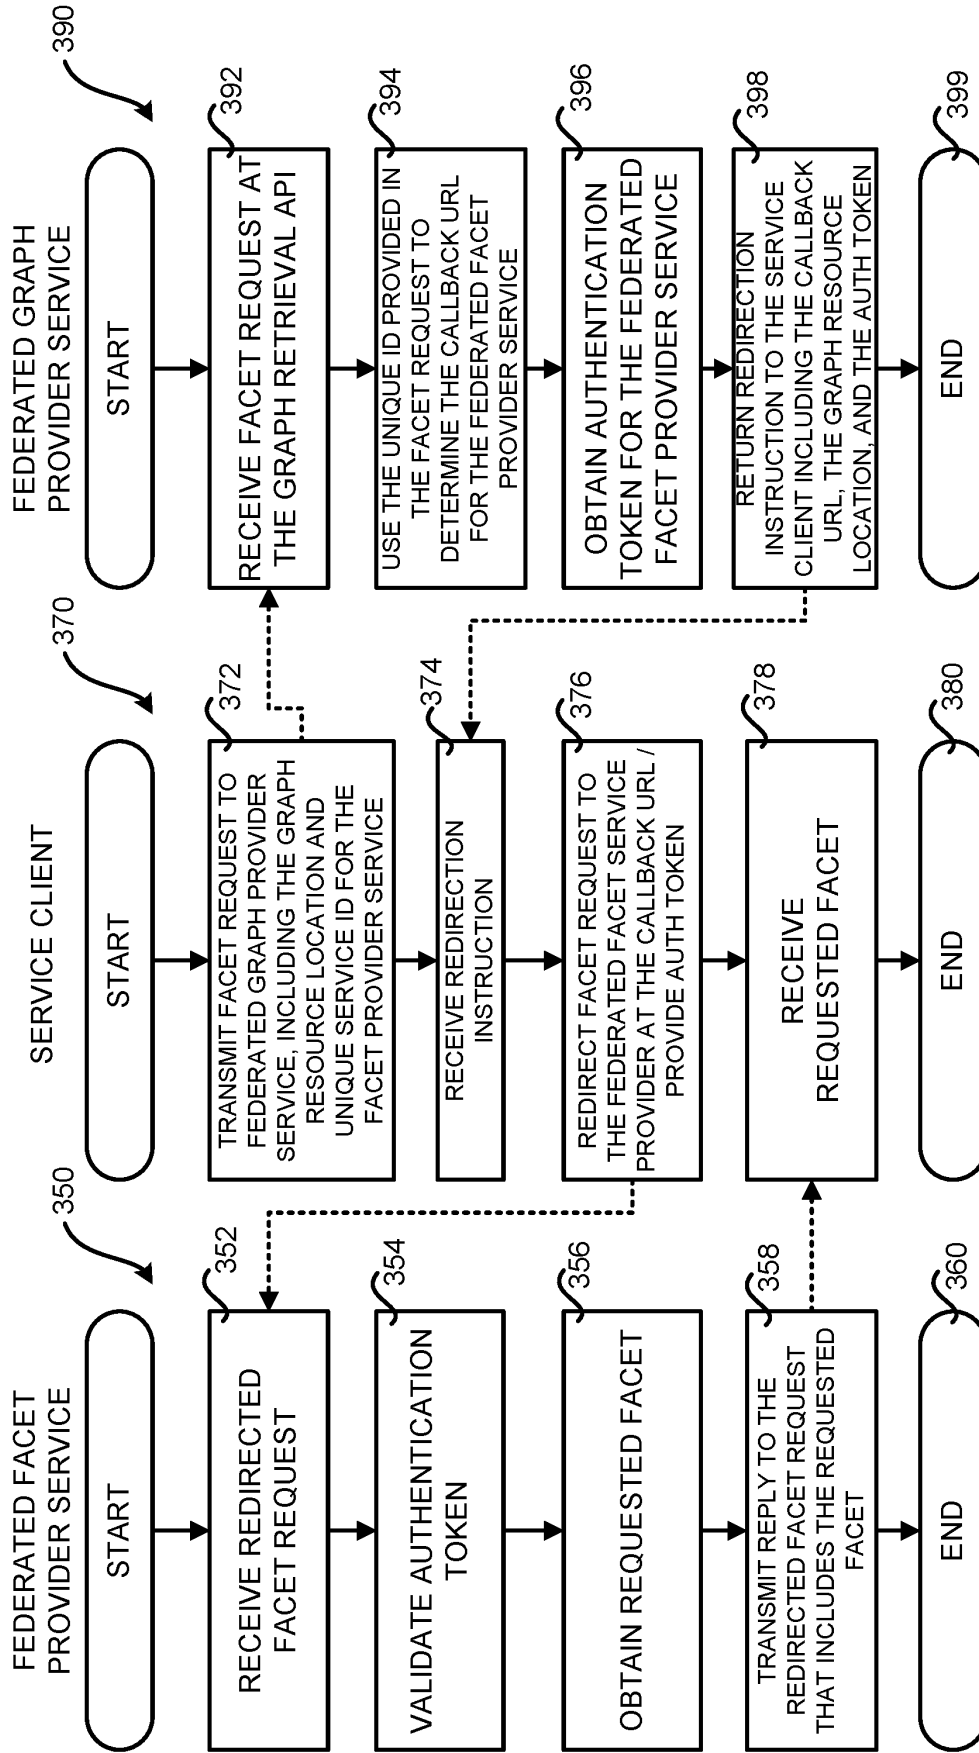 FEDERATED FACET
PROVIDER SERVICE
350
START
352
RECEIVE REDIRECTED
FACET REQUEST
354
VALIDATE AUTHENTICATION
TOKEN
356
OBTAIN REQUESTED FACET
358
TRANSMIT REPLY TO THE
REDIRECTED FACET REQUEST
THAT INCLUDES THE REQUESTED
FACET
360
END
SERVICE CLIENT
370
START
372
TRANSMIT FACET REQUEST TO
FEDERATED GRAPH PROVIDER
SERVICE, INCLUDING THE GRAPH
RESOURCE LOCATION AND
UNIQUE SERVICE ID FOR THE
FACET PROVIDER SERVICE
374
RECEIVE REDIRECTION
INSTRUCTION
376
REDIRECT FACET REQUEST TO
THE FEDERATED FACET SERVICE
PROVIDER AT THE CALLBACK URL /
PROVIDE AUTH TOKEN
378
RECEIVE
REQUESTED FACET
380
END
FEDERATED GRAPH
PROVIDER SERVICE
390
START
392
RECEIVE FACET REQUEST AT
THE GRAPH RETRIEVAL API
394
USE THE UNIQUE ID PROVIDED IN
THE FACET REQUEST TO
DETERMINE THE CALLBACK URL
FOR THE FEDERATED FACET
PROVIDER SERVICE
396
OBTAIN AUTHENTICATION
TOKEN FOR THE FEDERATED
FACET PROVIDER SERVICE
398
RETURN REDIRECTION
INSTRUCTION TO THE SERVICE
CLIENT INCLUDING THE CALLBACK
URL, THE GRAPH RESOURCE
LOCATION, AND THE AUTH TOKEN
399
END